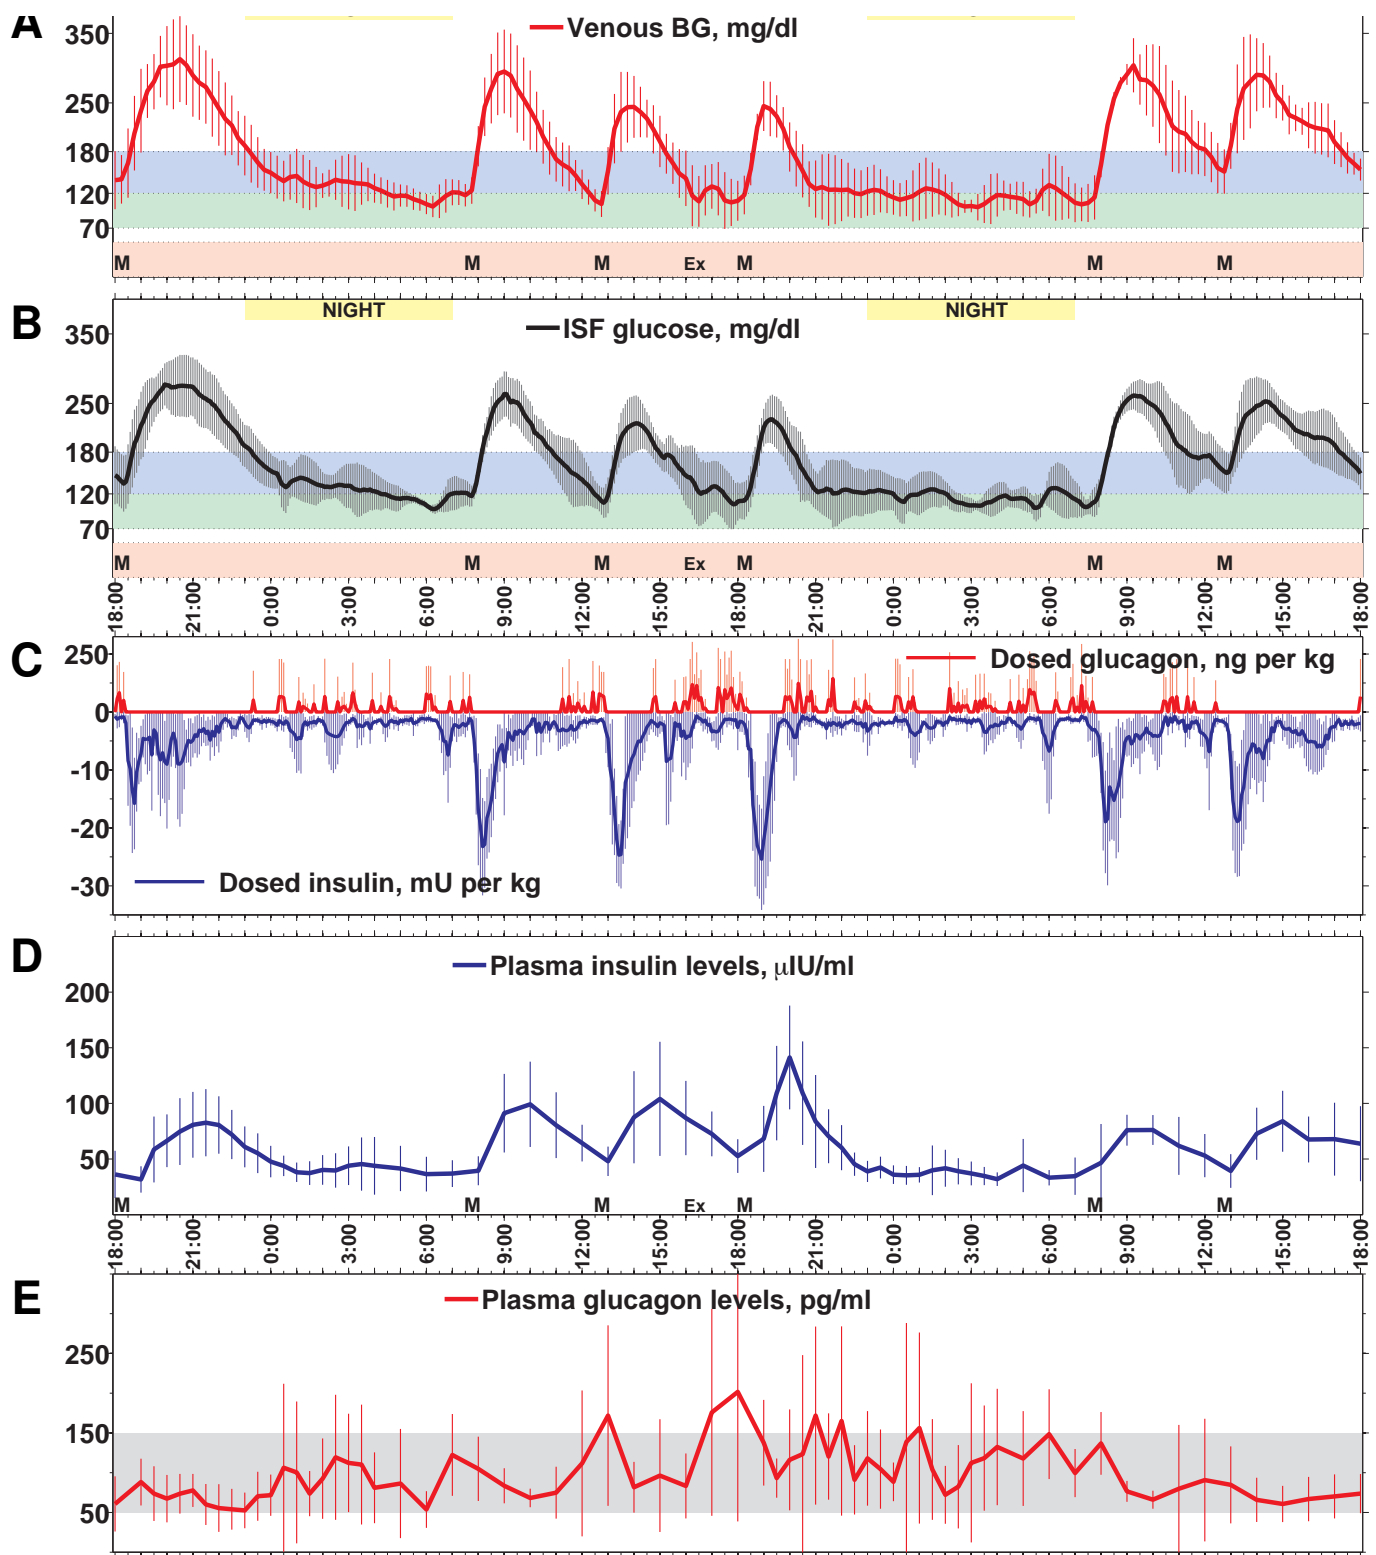 A
Venous BG, mg/dl
350
250
180
120
70
M M M Ex M M M
B
NIGHT NIGHT
ISF glucose, mg/dl
350
250
180
120
70
M M M Ex M M M
18:00 21:00 0:00 3:00 6:00 9:00 12:00 15:00 18:00 21:00 0:00 3:00 6:00 9:00 12:00 15:00 18:00
C
250
Dosed glucagon, ng per kg
0
-10
-20
-30
Dosed insulin, mU per kg
D
Plasma insulin levels, μIU/ml
200
150
100
50
M M M Ex M M M
18:00 21:00 0:00 3:00 6:00 9:00 12:00 15:00 18:00 21:00 0:00 3:00 6:00 9:00 12:00 15:00 18:00
E
Plasma glucagon levels, pg/ml
250
150
50